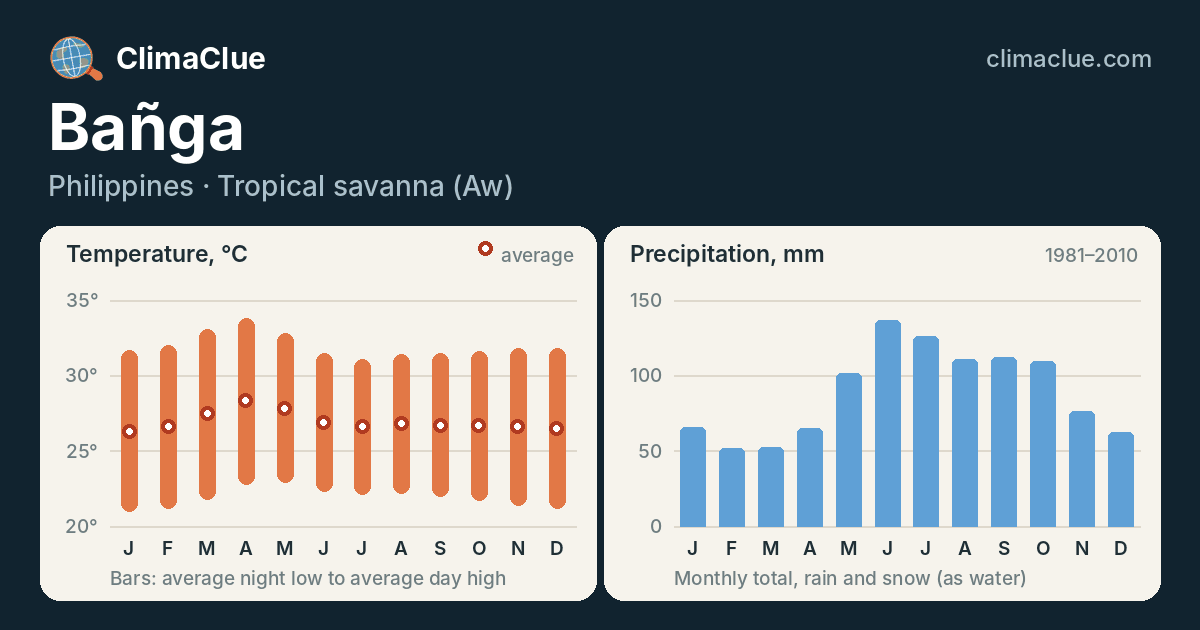 ClimaClue
climaclue.com
Bañga
Philippines · Tropical savanna (Aw)
Temperature, °C
average
35°
30°
25°
20°
J F M A M J J A S O N D
Bars: average night low to average day high
Precipitation, mm
1981–2010
150
100
50
0
J F M A M J J A S O N D
Monthly total, rain and snow (as water)